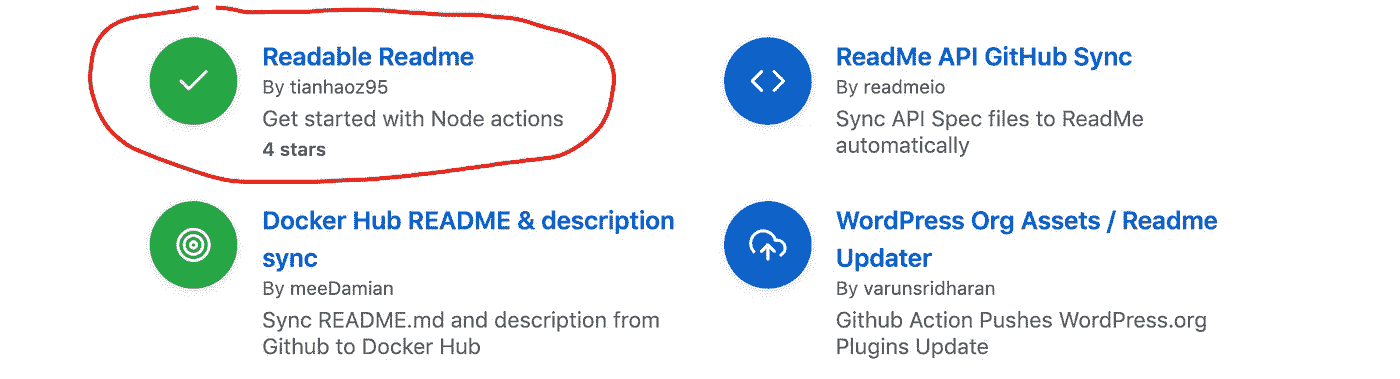 Readable Readme
By tianhaoz95
Get started with Node actions
4 stars
ReadMe API GitHub Sync
By readmeio
Sync API Spec files to ReadMe
automatically
Docker Hub README & description
sync
By meeDamian
Sync README.md and description from
Github to Docker Hub
WordPress Org Assets / Readme
Updater
By varunsridharan
Github Action Pushes WordPress.org
Plugins Update